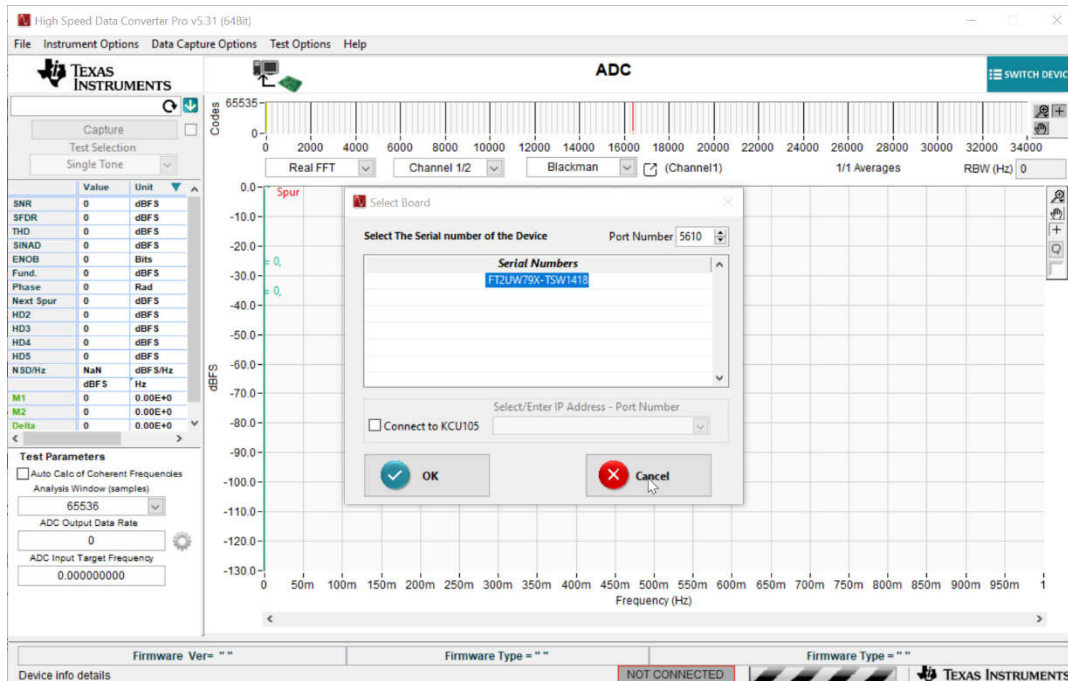 High Speed Data Converter Pro v5.31 (64Bit)
File Instrument Options Data Capture Options Test Options Help
TEXAS INSTRUMENTS
ADC
SWITCH DEVIC
Capture
Test Selection
Single Tone
Codes
65535
0
0 2000 4000 6000 8000 10000 12000 14000 16000 18000 20000 22000 24000 26000 28000 30000 32000 34000
Real FFT Channel 1/2 Blackman (Channel1) 1/1 Averages RBW (Hz) 0
Value Unit
SNR 0 dBFS
SFDR 0 dBFS
THD 0 dBFS
SINAD 0 dBFS
ENOB 0 Bits
Fund. 0 dBFS
Phase 0 Rad
Next Spur 0 dBFS
HD2 0 dBFS
HD3 0 dBFS
HD4 0 dBFS
HD5 0 dBFS
NSD/Hz NaN dBFS/Hz
dBFS Hz
M1 0 0.00E+0
M2 0 0.00E+0
Delta 0 0.00E+0
Test Parameters
Auto Calc of Coherent Frequencies
Analysis Window (samples)
65536
ADC Output Data Rate
0
ADC Input Target Frequency
0.000000000
dBFS
0.0
-10.0
-20.0
-30.0
-40.0
-50.0
-60.0
-70.0
-80.0
-90.0
-100.0
-110.0
-120.0
-130.0
Spur
= 0,
= 0,
Select Board
Select The Serial number of the Device Port Number 5610
Serial Numbers
FT2UW79X-TSW1418
Select/Enter IP Address - Port Number
Connect to KCU105
OK Cancel
0 50m 100m 150m 200m 250m 300m 350m 400m 450m 500m 550m 600m 650m 700m 750m 800m 850m 900m 950m 1
Frequency (Hz)
Firmware Ver= " " Firmware Type = " " Firmware Type = " "
Device info details NOT CONNECTED TEXAS INSTRUMENTS